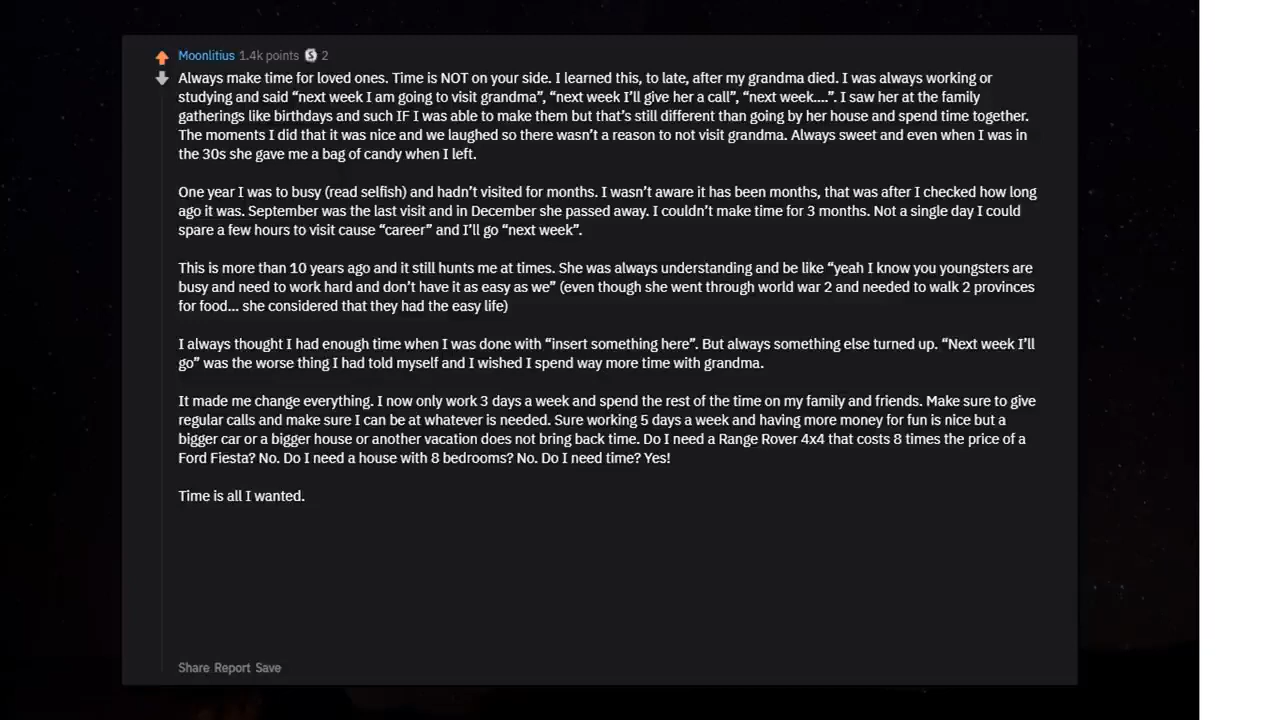 Moonlitius 1.4k points S 2
Always make time for loved ones. Time is NOT on your side. I learned this, to late, after my grandma died. I was always working or
studying and said “next week I am going to visit grandma”, “next week I’ll give her a call”, “next week....”. I saw her at the family
gatherings like birthdays and such IF I was able to make them but that’s still different than going by her house and spend time together.
The moments I did that it was nice and we laughed so there wasn’t a reason to not visit grandma. Always sweet and even when I was in
the 30s she gave me a bag of candy when I left.
One year I was to busy (read selfish) and hadn’t visited for months. I wasn’t aware it has been months, that was after I checked how long
ago it was. September was the last visit and in December she passed away. I couldn’t make time for 3 months. Not a single day I could
spare a few hours to visit cause “career” and I’ll go “next week”.
This is more than 10 years ago and it still hunts me at times. She was always understanding and be like “yeah I know you youngsters are
busy and need to work hard and don’t have it as easy as we” (even though she went through world war 2 and needed to walk 2 provinces
for food... she considered that they had the easy life)
I always thought I had enough time when I was done with “insert something here”. But always something else turned up. “Next week I’ll
go” was the worse thing I had told myself and I wished I spend way more time with grandma.
It made me change everything. I now only work 3 days a week and spend the rest of the time on my family and friends. Make sure to give
regular calls and make sure I can be at whatever is needed. Sure working 5 days a week and having more money for fun is nice but a
bigger car or a bigger house or another vacation does not bring back time. Do I need a Range Rover 4x4 that costs 8 times the price of a
Ford Fiesta? No. Do I need a house with 8 bedrooms? No. Do I need time? Yes!
Time is all I wanted.
Share Report Save